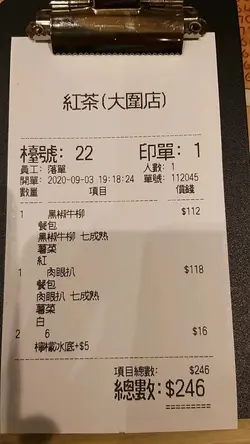 紅茶(大圍店)
檯號: 22 印單: 1
員工: 落單 人數: 1
開單: 2020-09-03 19:18:24 單號: 112045
數量 項目 價錢
1 黑椒牛柳 $112
餐包
黑椒牛柳 七成熟
薯菜
紅
1 肉眼扒 $118
餐包
肉眼扒 七成熟
薯菜
白
2 6 $16
檸檬冰底+$5
項目總數: $246
總數: $246